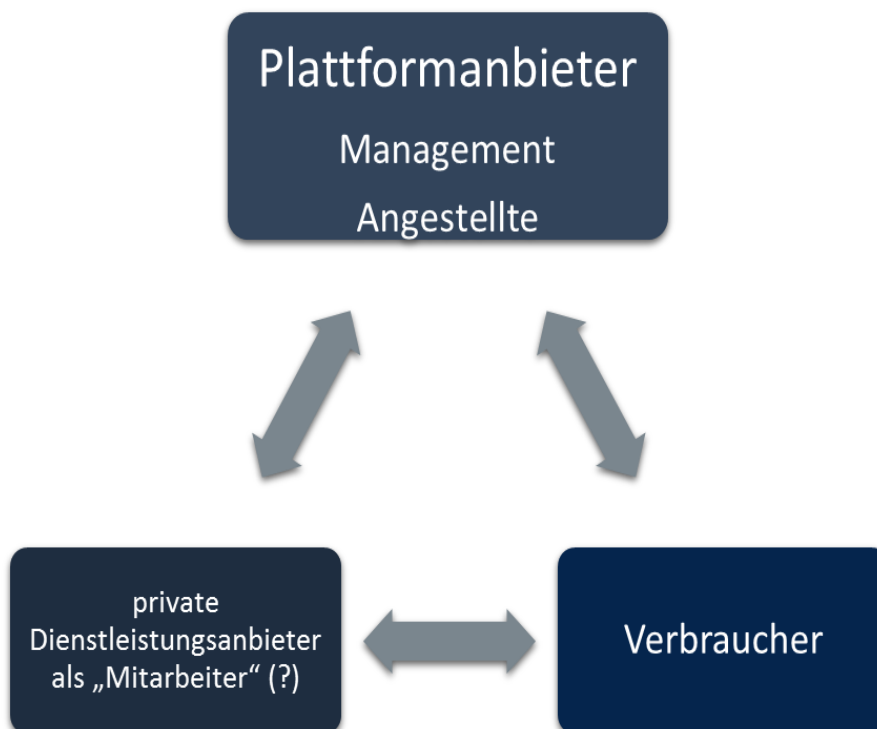 Plattformanbieter
Management
Angestellte
private
Dienstleistungsanbieter
als „Mitarbeiter“ (?)
Verbraucher